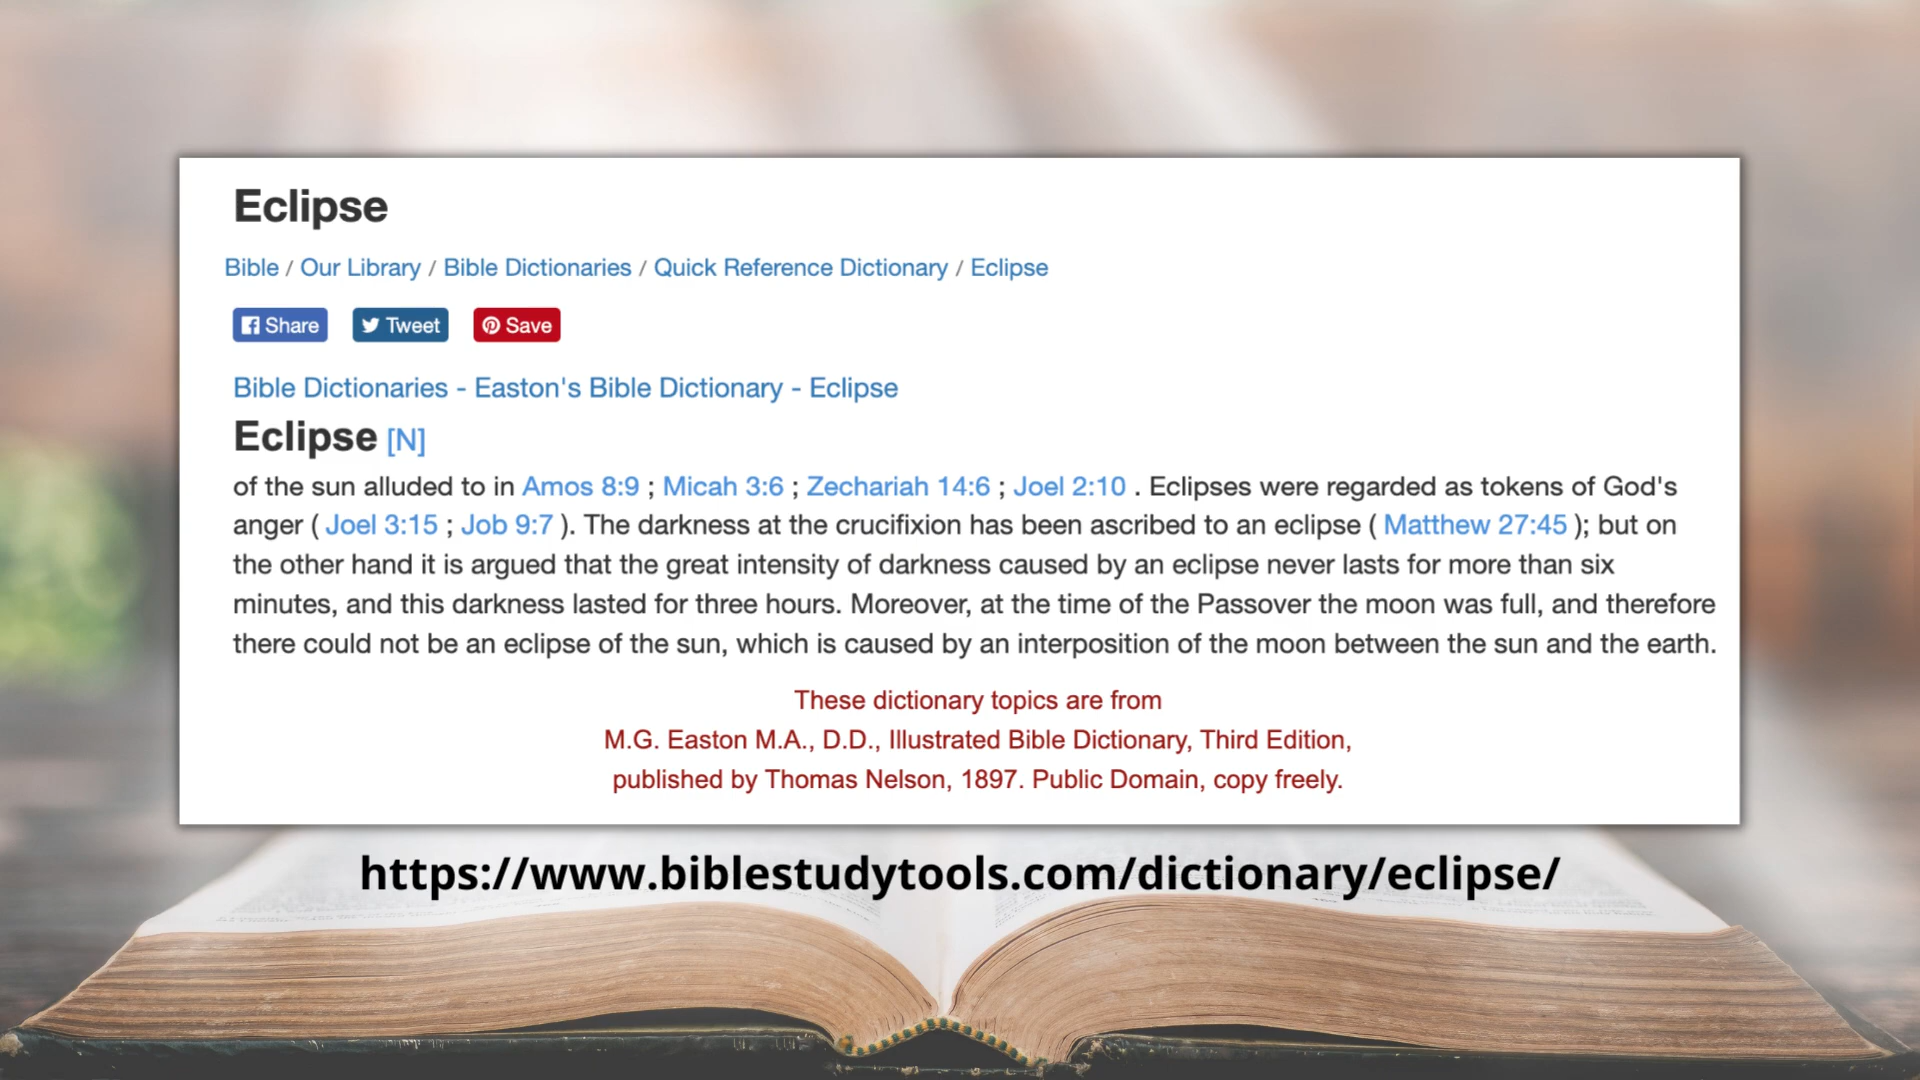 Eclipse
Bible / Our Library / Bible Dictionaries / Quick Reference Dictionary / Eclipse
Share Tweet Save
Bible Dictionaries - Easton's Bible Dictionary - Eclipse
Eclipse [N]
of the sun alluded to in Amos 8:9 ; Micah 3:6 ; Zechariah 14:6 ; Joel 2:10 . Eclipses were regarded as tokens of God's
anger ( Joel 3:15 ; Job 9:7 ). The darkness at the crucifixion has been ascribed to an eclipse ( Matthew 27:45 ); but on
the other hand it is argued that the great intensity of darkness caused by an eclipse never lasts for more than six
minutes, and this darkness lasted for three hours. Moreover, at the time of the Passover the moon was full, and therefore
there could not be an eclipse of the sun, which is caused by an interposition of the moon between the sun and the earth.
These dictionary topics are from
M.G. Easton M.A., D.D., Illustrated Bible Dictionary, Third Edition,
published by Thomas Nelson, 1897. Public Domain, copy freely.
https://www.biblestudytools.com/dictionary/eclipse/